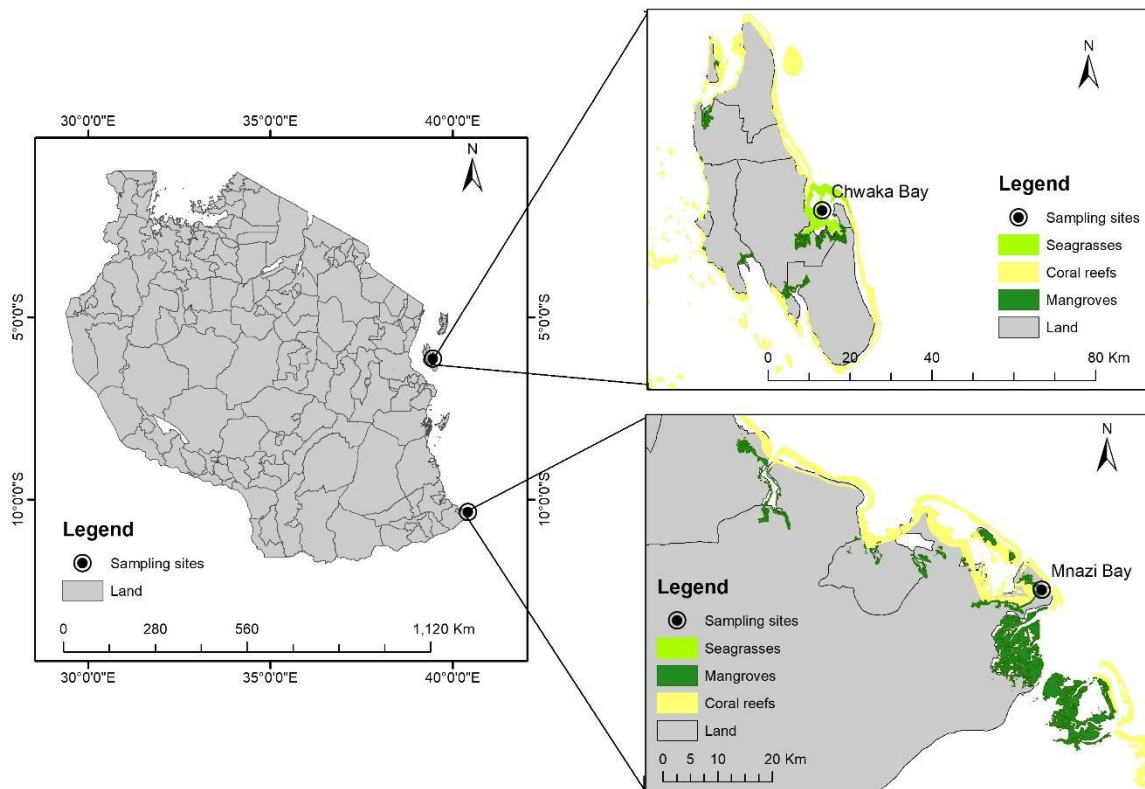 30°0'0"E 35°0'0"E 40°0'0"E
N
5°0'0"S
10°0'0"S
5°0'0"S
10°0'0"S
Legend
Sampling sites
Land
0 280 560 1,120 Km
30°0'0"E 35°0'0"E 40°0'0"E
N
Chwaka Bay
Legend
Sampling sites
Seagrasses
Coral reefs
Mangroves
Land
0 20 40 80 Km
N
Mnazi Bay
Legend
Sampling sites
Seagrasses
Mangroves
Coral reefs
Land
0 5 10 20 Km